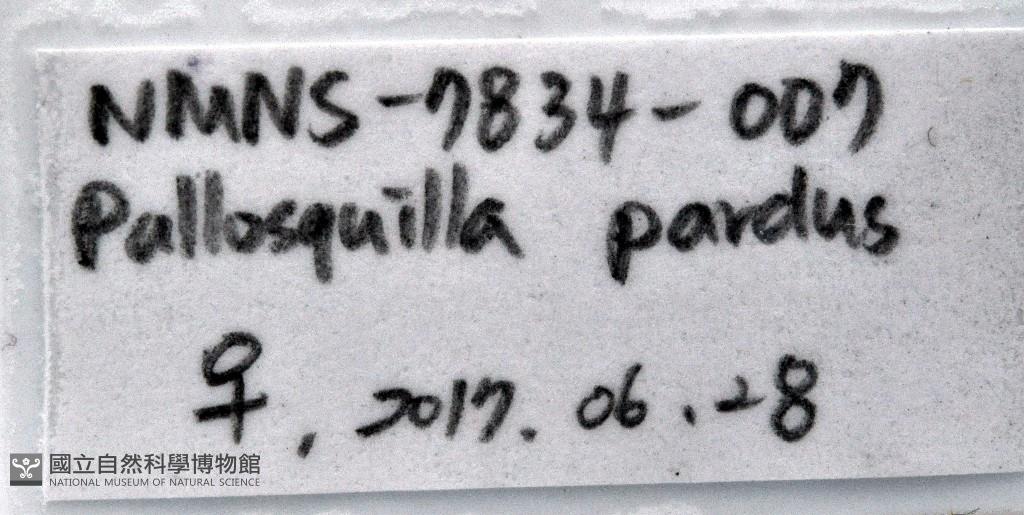 NMNS-7834-007
Pallosquilla pardus
♀, 2017.06.28
國立自然科學博物館
NATIONAL MUSEUM OF NATURAL SCIENCE